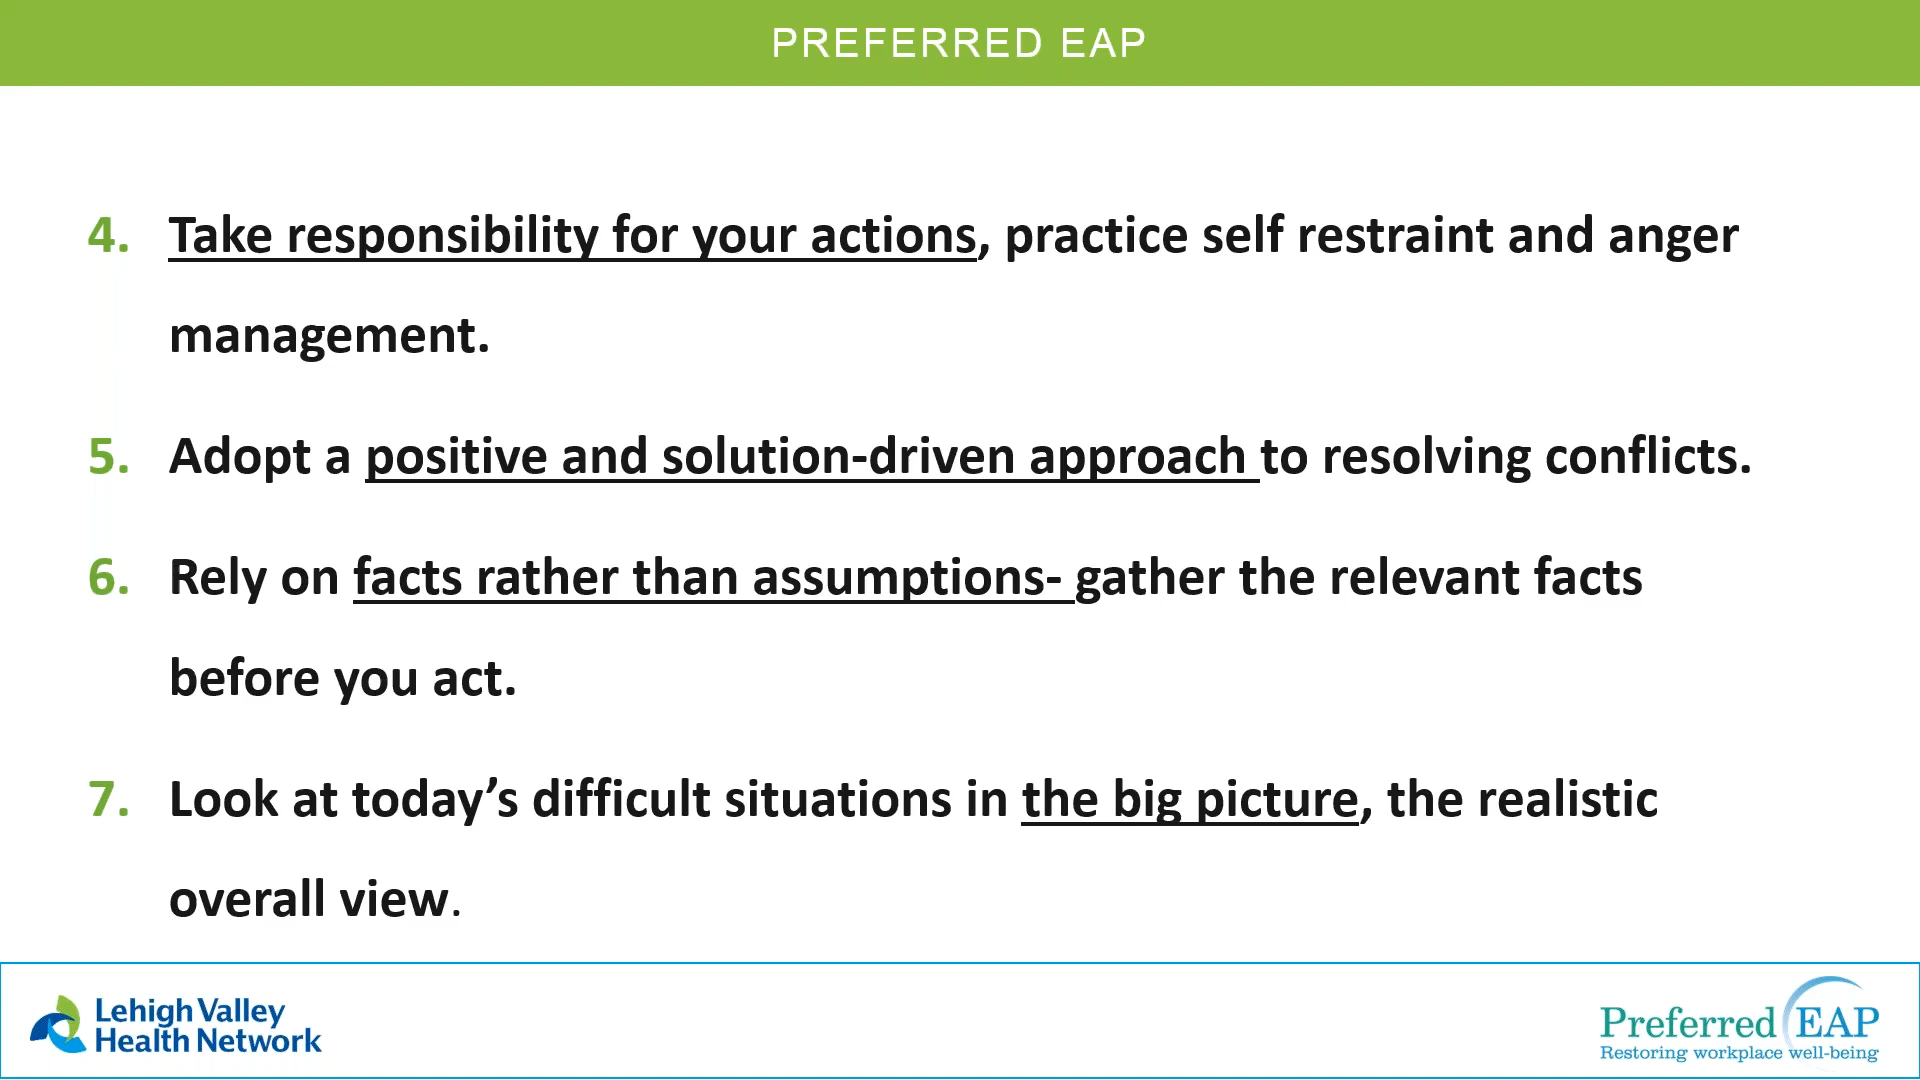 PREFERRED EAP
4. Take responsibility for your actions, practice self restraint and anger
management.
5. Adopt a positive and solution-driven approach to resolving conflicts.
6. Rely on facts rather than assumptions- gather the relevant facts
before you act.
7. Look at today’s difficult situations in the big picture, the realistic
overall view.
Lehigh Valley
Health Network
Preferred EAP
Restoring workplace well-being